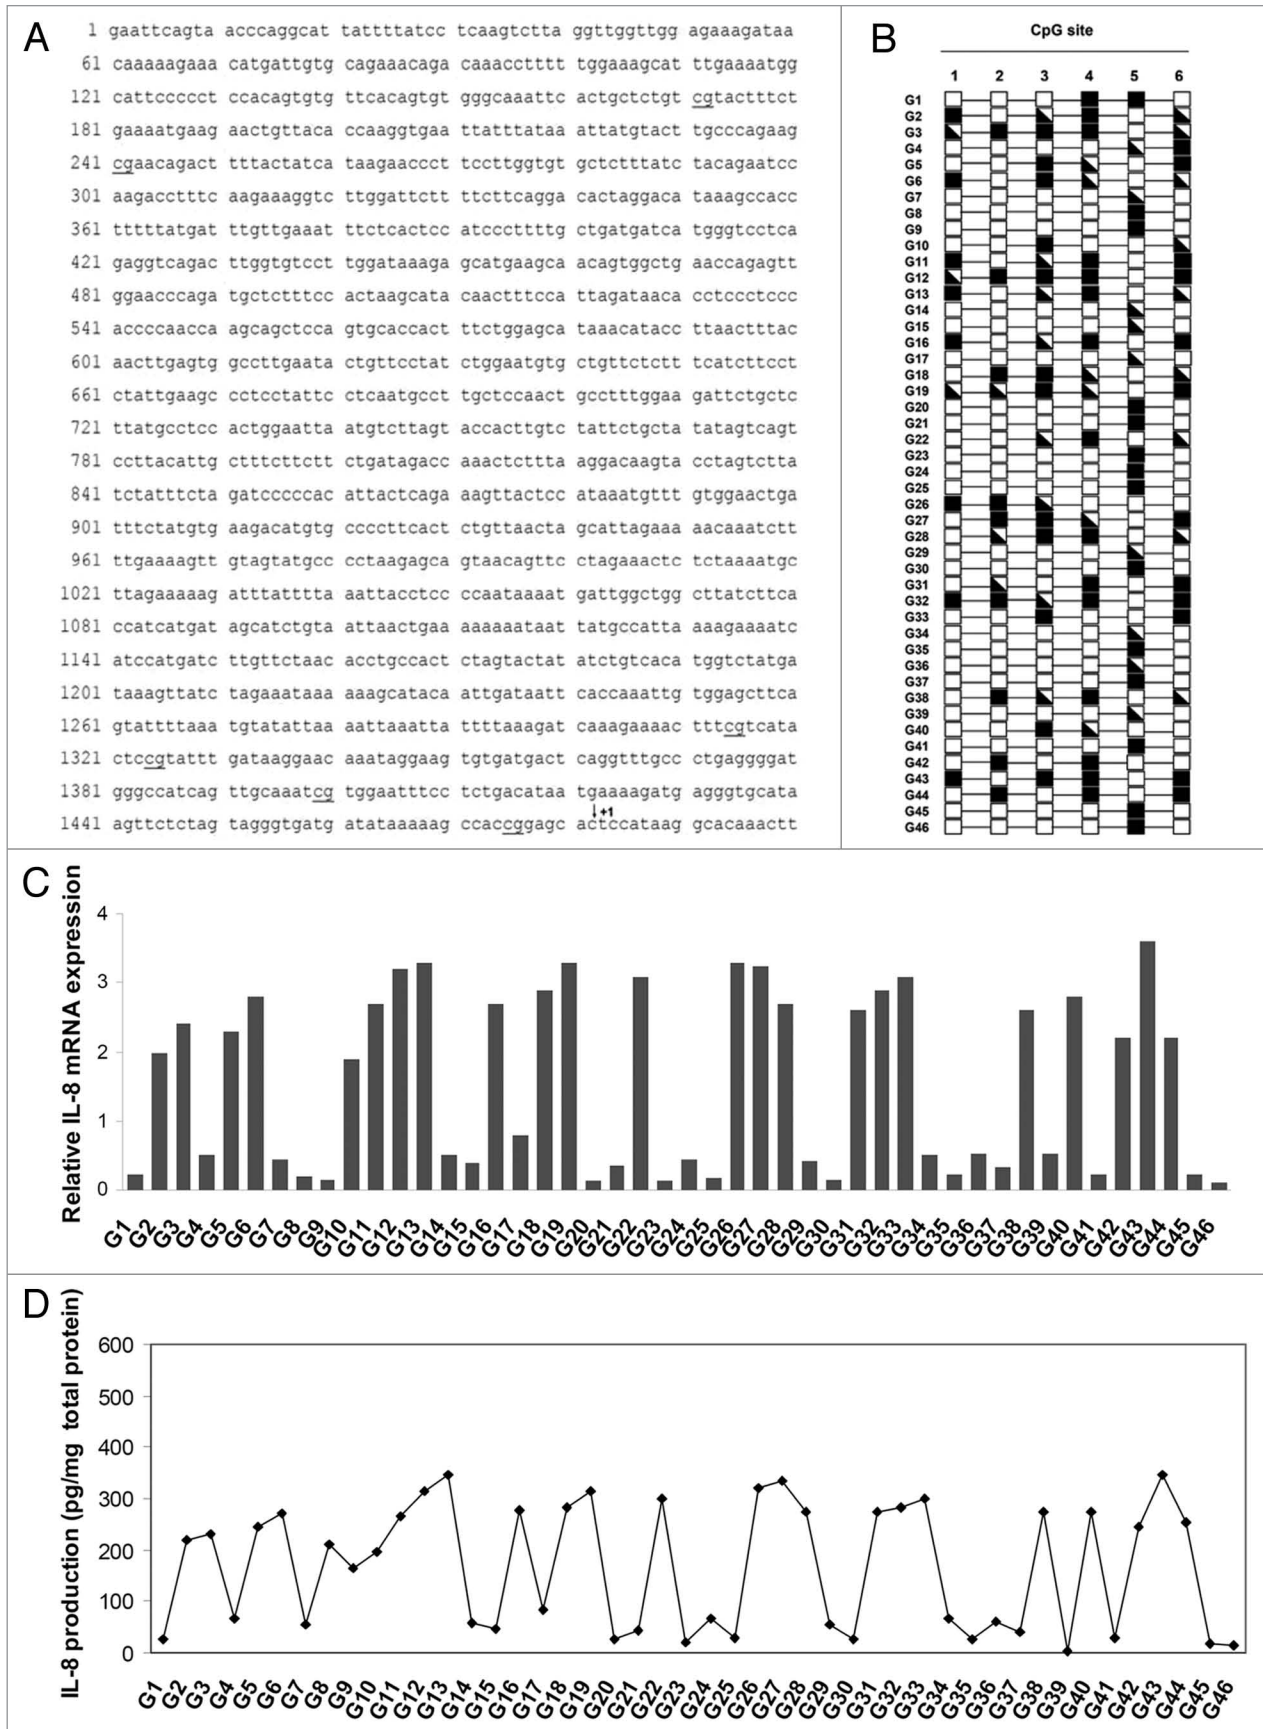 A
1 gaattcagta acccaggcat tattttatcc tcaagtctta ggttggttgg agaaagataa
61 caaaaagaaa catgattgtg cagaaacaga caaacctttt tggaaagcat ttgaaaatgg
121 cattccccct ccacagtgtg ttcacagtgt gggcaaattc actgctctgt cgtactttct
181 gaaaatgaag aactgttaca ccaaggtgaa ttatttataa attatgtact tgcccagaag
241 cgaacagact tttactatca taagaaccct tccttggtgt gctctttatc tacagaatcc
301 aagacctttc aagaaaggtc ttggattctt ttcttcagga cactaggaca taaagccacc
361 tttttatgat ttgttgaaat ttctcactcc atcccttttg ctgatgatca tgggtcctca
421 gaggtcagac ttggtgtcct tggataaaga gcatgaagca acagtggctg aaccagagtt
481 ggaacccaga tgctctttcc actaagcata caactttcca ttagataaca cctccctccc
541 accccaacca agcagctcca gtgcaccact ttctggagca taaacatacc ttaactttac
601 aacttgagtg gccttgaata ctgttcctat ctggaatgtg ctgttctctt tcatcttcct
661 ctattgaagc ccctcctattc ctcaatgcct tgctccaact gcctttggaa gattctgctc
721 ttatgcctcc actggaatta atgtcttagt accacttgtc tattctgcta tatagtcagt
781 ccttacattg ctttcttctt ctgatagacc aaactcttta aggacaagta cctagtctta
841 tctatttcta gatcccccac attactcaga aagttactcc ataaatgttt gtggaactga
901 tttctatgtg aagacatgtg ccccttcact ctgttaacta gcattagaaa aacaaatctt
961 ttgaaaagtt gtagtatgcc cctaagagca gtaacagttc ctagaaactc tctaaaatgc
1021 ttagaaaaag atttatttta aattacctcc ccaataaaat gattggctgg cttatcttca
1081 ccatcatgat agcatctgta attaactgaa aaaaaataat tatgccatta aaagaaaatc
1141 atccatgatc ttgttctaac acctgccact ctagtactat atctgtcaca tggtctatga
1201 taaagttatc tagaaataaa aaagcataca attgataatt caccaaattg tggagcttca
1261 gtattttaaa tgtatattaa aattaaatta ttttaaagat caaagaaaac tttcgtcata
1321 ctccgtattt gataaggaac aaataggaag tgtgatgact caggtttgcc ctgaggggat
1381 gggccatcag ttgcaaatcg tggaatttcc tctgacataa tgaaaagatg agggtgcata
+1
1441 agttctctag tagggtgatg atataaaaag ccaccggagc actccataag gcacaaactt
B
CpG site
1 2 3 4 5 6
G1
G2
G3
G4
G5
G6
G7
G8
G9
G10
G11
G12
G13
G14
G15
G16
G17
G18
G19
G20
G21
G22
G23
G24
G25
G26
G27
G28
G29
G30
G31
G32
G33
G34
G35
G36
G37
G38
G39
G40
G41
G42
G43
G44
G45
G46
C
Relative IL-8 mRNA expression
4
3
2
1
0
G1 G2 G3 G4 G5 G6 G7 G8 G9 G10 G11 G12 G13 G14 G15 G16 G17 G18 G19 G20 G21 G22 G23 G24 G25 G26 G27 G28 G29 G30 G31 G32 G33 G34 G35 G36 G37 G38 G39 G40 G41 G42 G43 G44 G45 G46
D
IL-8 production (pg/mg total protein)
600
500
400
300
200
100
0
G1 G2 G3 G4 G5 G6 G7 G8 G9 G10 G11 G12 G13 G14 G15 G16 G17 G18 G19 G20 G21 G22 G23 G24 G25 G26 G27 G28 G29 G30 G31 G32 G33 G34 G35 G36 G37 G38 G39 G40 G41 G42 G43 G44 G45 G46